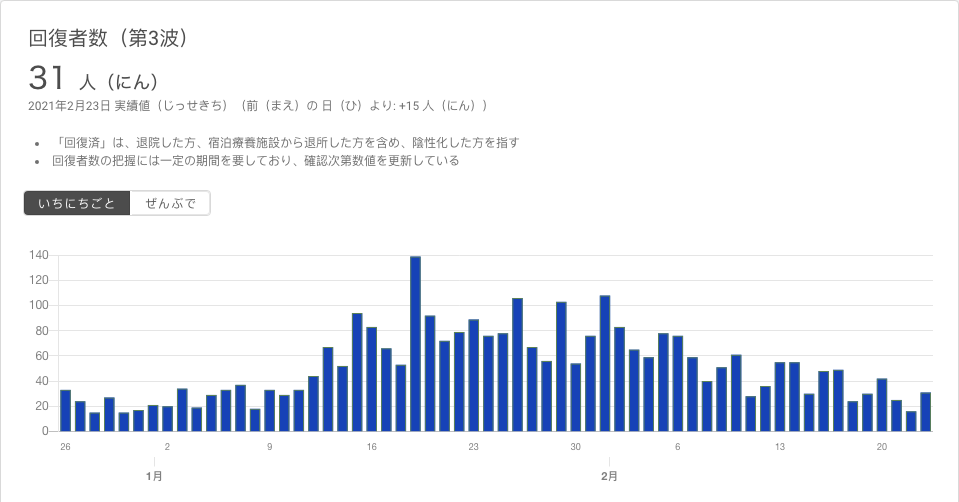 回復者数（第3波）
31 人（にん）
2021年2月23日 実績値（じっせきち）（前（まえ）の 日（ひ）より: +15 人（にん））
• 「回復済」は、退院した方、宿泊療養施設から退所した方を含め、陰性化した方を指す
• 回復者数の把握には一定の期間を要しており、確認次第数値を更新している
いちにちごと ぜんぶで
140
120
100
80
60
40
20
0
26 2 9 16 23 30 6 13 20
1月 2月